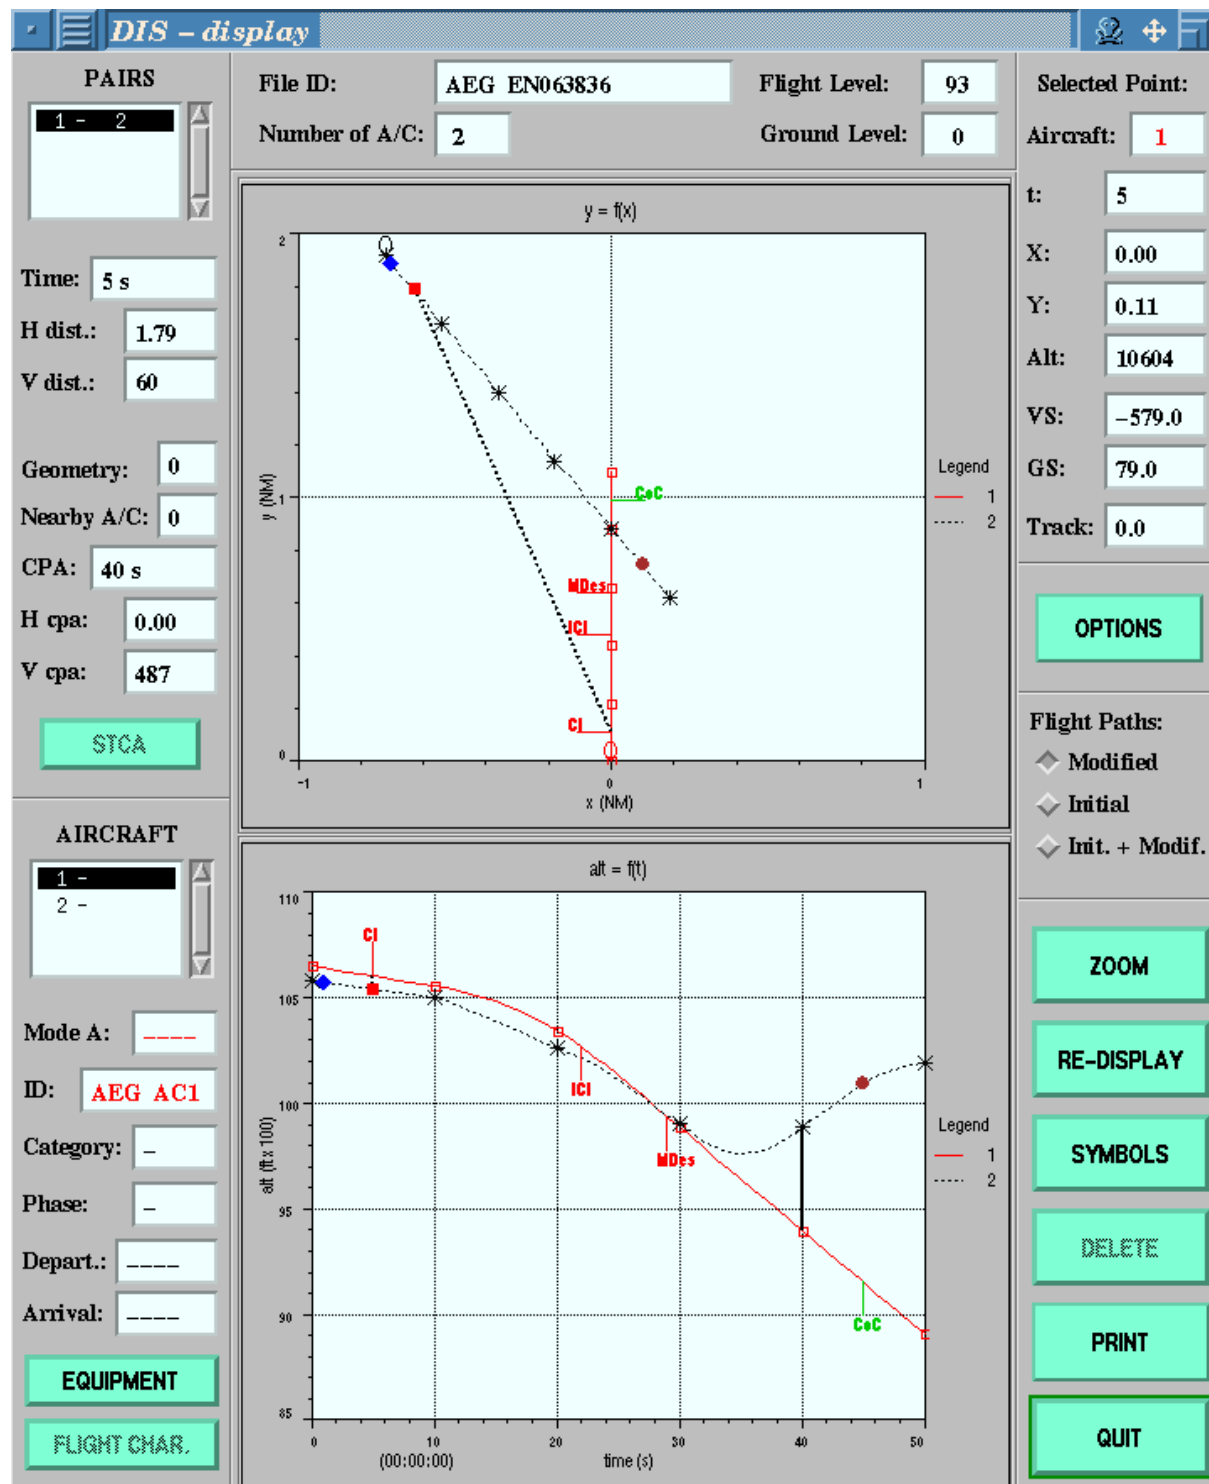 DIS – display
PAIRS
1 – 2
Time: 5 s
H dist.: 1.79
V dist.: 60
Geometry: 0
Nearby A/C: 0
CPA: 40 s
H cpa: 0.00
V cpa: 487
STCA
AIRCRAFT
1 –
2 –
Mode A: ----
ID: AEG AC1
Category: –
Phase: –
Depart.: ----
Arrival: ----
EQUIPMENT
FLIGHT CHAR.
File ID: AEG EN063836
Flight Level: 93
Number of A/C: 2
Ground Level: 0
y = f(x)
2
1
0
y (NM)
CoC
MDes
ICI
CI
-1 0 1
x (NM)
Legend
1
2
alt = f(t)
110
105
100
95
90
85
alt (ft x 100)
CI
ICI
MDes
CoC
0 10 20 30 40 50
(00:00:00) time (s)
Legend
1
2
Selected Point:
Aircraft: 1
t: 5
X: 0.00
Y: 0.11
Alt: 10604
VS: –579.0
GS: 79.0
Track: 0.0
OPTIONS
Flight Paths:
Modified
Initial
Init. + Modif.
ZOOM
RE-DISPLAY
SYMBOLS
DELETE
PRINT
QUIT